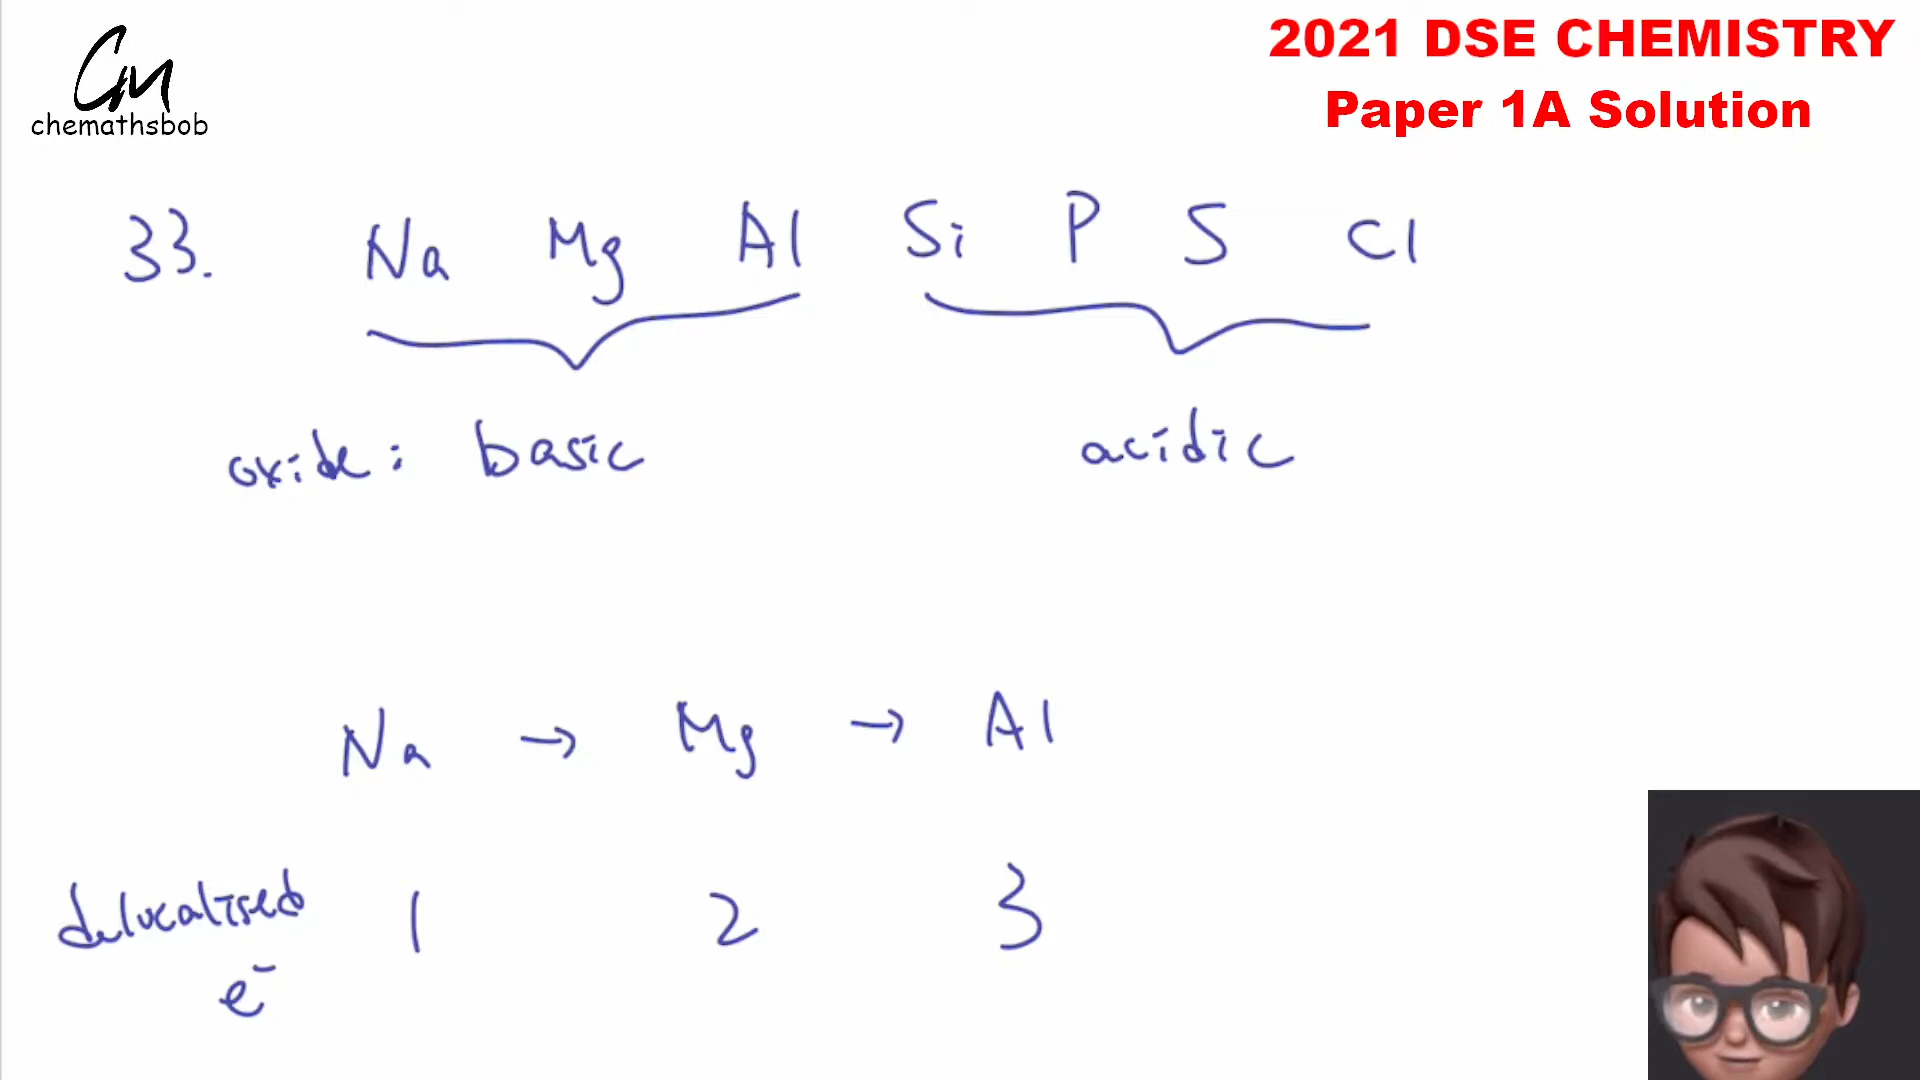 Cm
chemathsbob
2021 DSE CHEMISTRY
Paper 1A Solution
33. Na Mg Al Si P S Cl
oxide : basic acidic
Na → Mg → Al
delocalised 1 2 3
e⁻